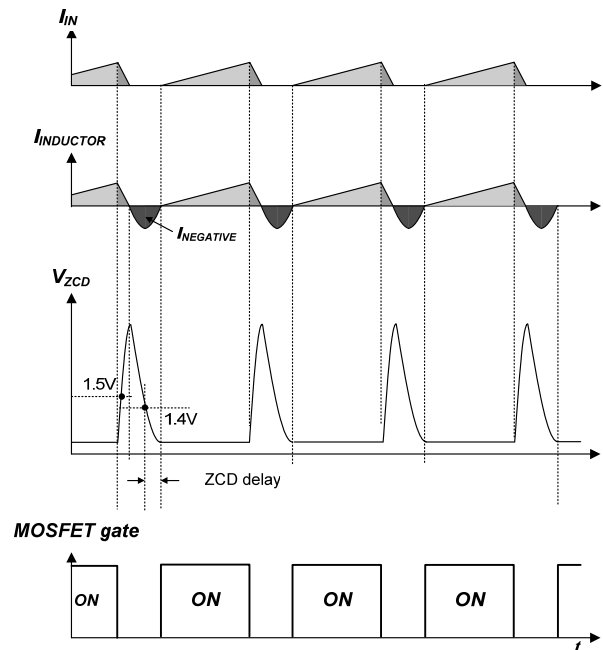 I_IN
I_INDUCTOR
I_NEGATIVE
V_ZCD
1.5V
1.4V
ZCD delay
MOSFET gate
ON
ON
ON
ON
t